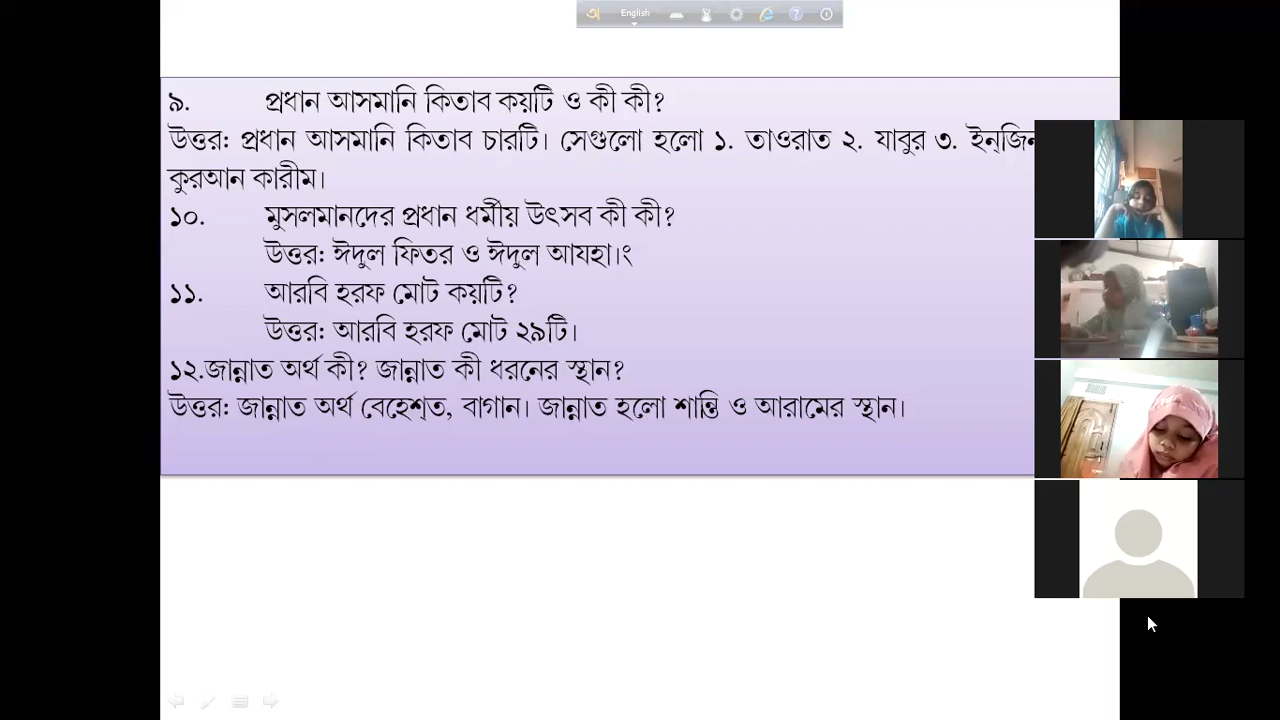 English
৯. প্রধান আসমানি কিতাব কয়টি ও কী কী?
উত্তর: প্রধান আসমানি কিতাব চারটি। সেগুলো হলো ১. তাওরাত ২. যাবুর ৩.
কুরআন কারীম।
১০. মুসলমানদের প্রধান ধর্মীয় উৎসব কী কী?
উত্তর: ঈদুল ফিতর ও ঈদুল আযহা।ং
১১. আরবি হরফ মোট কয়টি?
উত্তর: আরবি হরফ মোট ২৯টি।
১২.জান্নাত অর্থ কী? জান্নাত কী ধরনের স্থান?
উত্তর: জান্নাত অর্থ বেহেশ্‌ত, বাগান। জান্নাত হলো শান্তি ও আরামের স্থান।